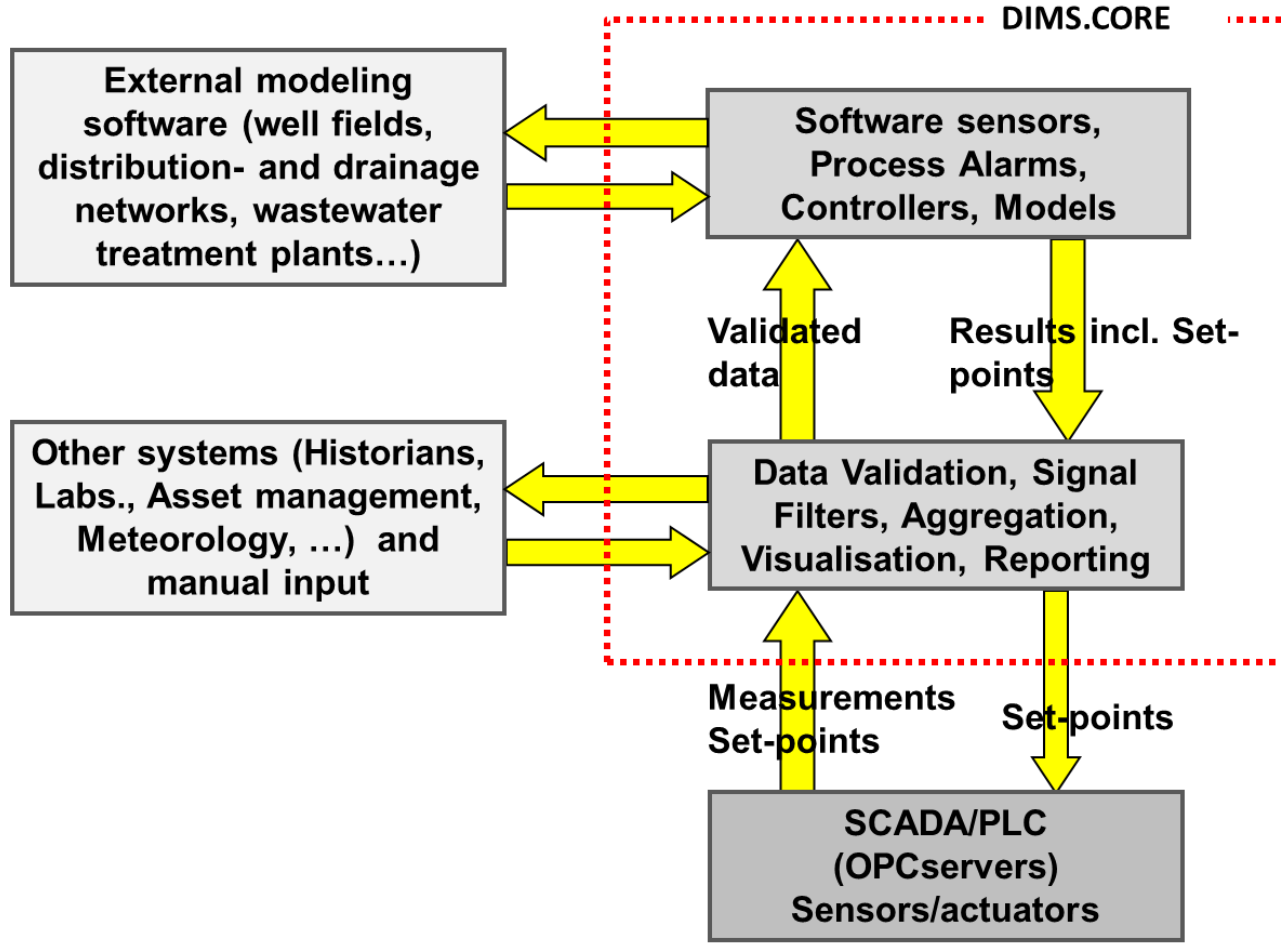 DIMS.CORE
External modeling
software (well fields,
distribution- and drainage
networks, wastewater
treatment plants…)
Software sensors,
Process Alarms,
Controllers, Models
Validated
data
Results incl. Set-
points
Other systems (Historians,
Labs., Asset management,
Meteorology, …)  and
manual input
Data Validation, Signal
Filters, Aggregation,
Visualisation, Reporting
Measurements
Set-points
Set-points
SCADA/PLC
(OPCservers)
Sensors/actuators